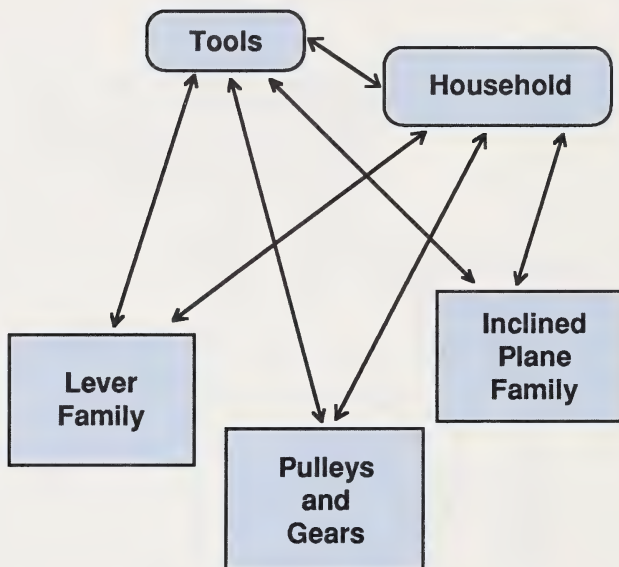 Tools
Household
Inclined
Plane
Family
Lever
Family
Pulleys
and
Gears